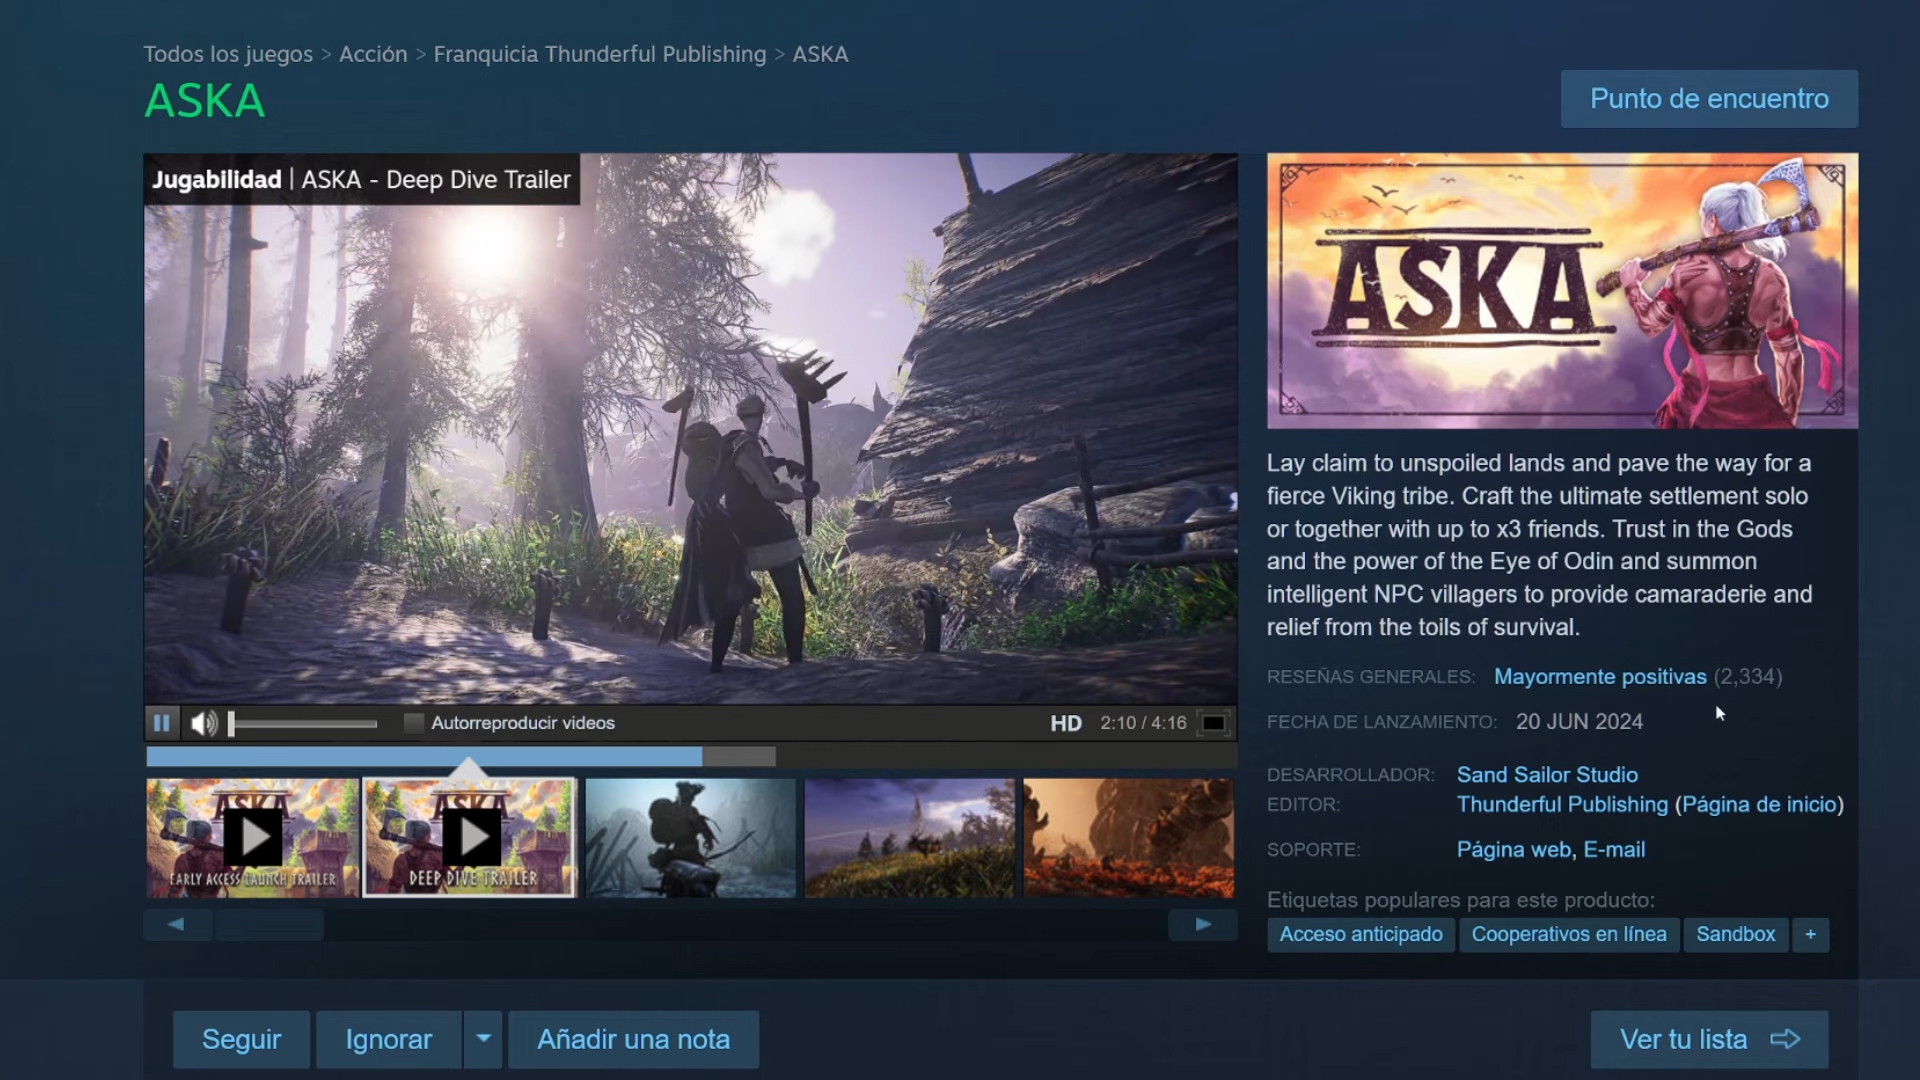 Todos los juegos > Acción > Franquicia Thunderful Publishing > ASKA
ASKA
Punto de encuentro
Jugabilidad | ASKA - Deep Dive Trailer
ASKA
Lay claim to unspoiled lands and pave the way for a
fierce Viking tribe. Craft the ultimate settlement solo
or together with up to x3 friends. Trust in the Gods
and the power of the Eye of Odin and summon
intelligent NPC villagers to provide camaraderie and
relief from the toils of survival.
RESEÑAS GENERALES: Mayormente positivas (2,334)
FECHA DE LANZAMIENTO: 20 JUN 2024
DESARROLLADOR: Sand Sailor Studio
EDITOR: Thunderful Publishing (Página de inicio)
SOPORTE: Página web, E-mail
Etiquetas populares para este producto:
Acceso anticipado Cooperativos en línea Sandbox +
Autorreproducir videos HD 2:10 / 4:16
ASKA
EARLY ACCESS LAUNCH TRAILER
ASKA
DEEP DIVE TRAILER
Seguir Ignorar Añadir una nota Ver tu lista